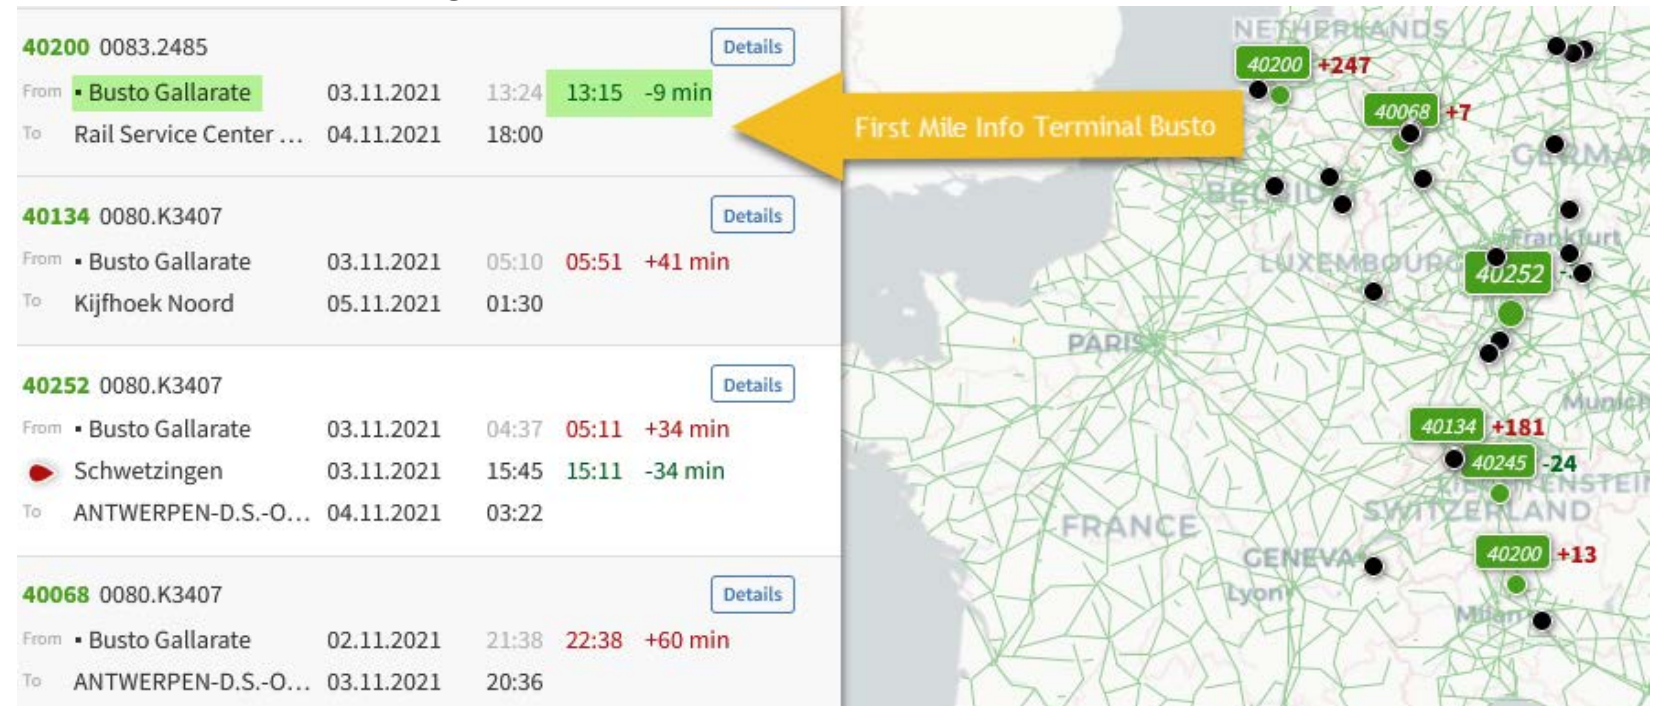 40200 0083.2485 Details
From ▪ Busto Gallarate 03.11.2021 13:24 13:15 -9 min
To Rail Service Center ... 04.11.2021 18:00
40134 0080.K3407 Details
From ▪ Busto Gallarate 03.11.2021 05:10 05:51 +41 min
To Kijfhoek Noord 05.11.2021 01:30
40252 0080.K3407 Details
From ▪ Busto Gallarate 03.11.2021 04:37 05:11 +34 min
Schwetzingen 03.11.2021 15:45 15:11 -34 min
To ANTWERPEN-D.S.-O... 04.11.2021 03:22
40068 0080.K3407 Details
From ▪ Busto Gallarate 02.11.2021 21:38 22:38 +60 min
To ANTWERPEN-D.S.-O... 03.11.2021 20:36
First Mile Info Terminal Busto
NETHERLANDS
40200 +247
40068 +7
GERMAN
BELGIUM
Frankfurt
LUXEMBOURG
40252
PARIS
Munich
40134 +181
40245 -24
LIECHTENSTEIN
SWITZERLAND
FRANCE
GENEVA
40200 +13
Lyon
Milan